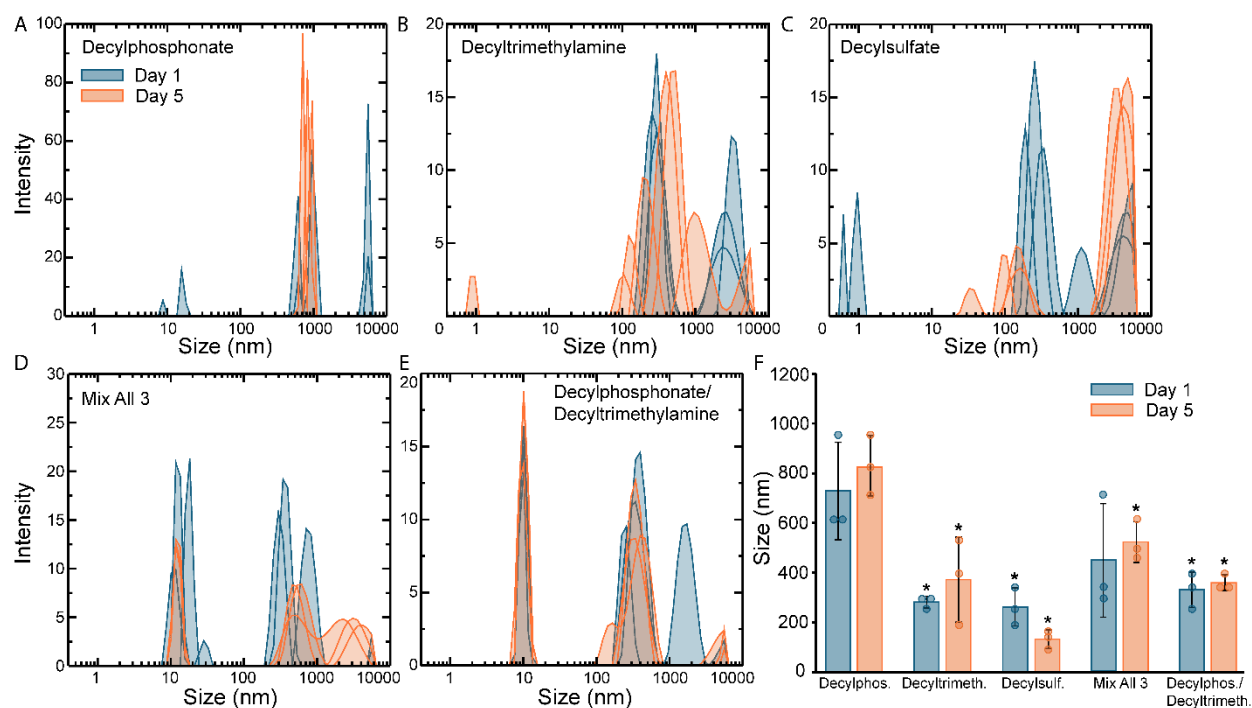 A
Decylphosphonate
Day 1
Day 5
100
80
60
40
20
0
Intensity
1
10
100
1000
10000
Size (nm)
B
Decyltrimethylamine
20
15
10
5
0
1
10
100
1000
10000
Size (nm)
C
Decylsulfate
20
15
10
5
0
1
10
100
1000
10000
Size (nm)
D
Mix All 3
30
25
20
15
10
5
0
Intensity
1
10
100
1000
10000
Size (nm)
E
Decylphosphonate/
Decyltrimethylamine
20
15
10
5
0
1
10
100
1000
10000
Size (nm)
F
Day 1
Day 5
1200
1000
800
600
400
200
0
Size (nm)
*
*
*
*
*
*
*
Decylphos.
Decyltrimeth.
Decylsulf.
Mix All 3
Decylphos./
Decyltrimeth.